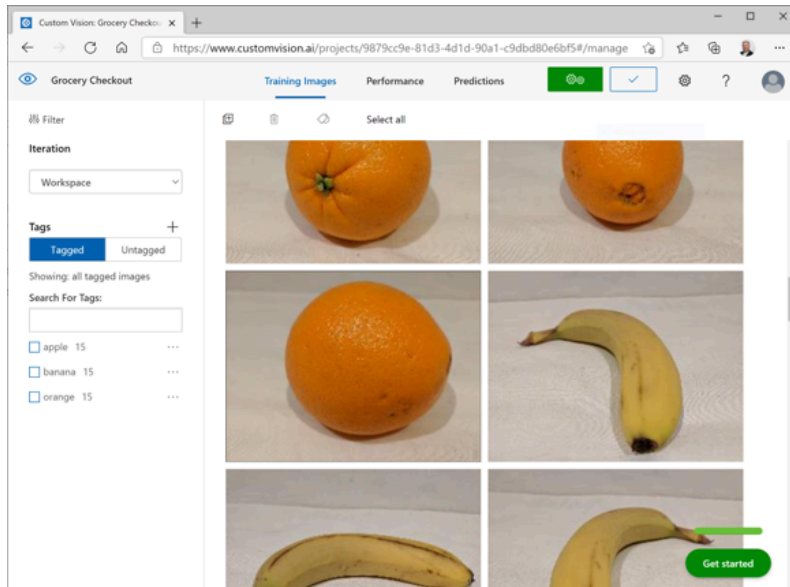 Custom Vision: Grocery Checkou
https://www.customvision.ai/projects/9879cc9e-81d3-4d1d-90a1-c9dbd80e6bf5#/manage
Grocery Checkout
Training Images
Performance
Predictions
?
Filter
Select all
Iteration
Workspace
Tags
Tagged
Untagged
Showing: all tagged images
Search For Tags:
apple 15
banana 15
orange 15
Get started